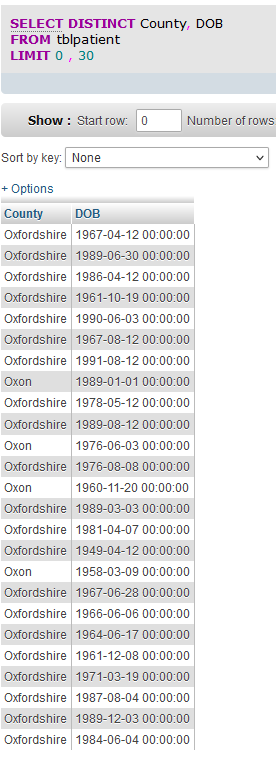 SELECT DISTINCT County, DOB
FROM tblpatient
LIMIT 0 , 30
Show : Start row: 0 Number of rows:
Sort by key: None
+ Options
County DOB
Oxfordshire 1967-04-12 00:00:00
Oxfordshire 1989-06-30 00:00:00
Oxfordshire 1986-04-12 00:00:00
Oxfordshire 1961-10-19 00:00:00
Oxfordshire 1990-06-03 00:00:00
Oxfordshire 1967-08-12 00:00:00
Oxfordshire 1991-08-12 00:00:00
Oxon 1989-01-01 00:00:00
Oxfordshire 1978-05-12 00:00:00
Oxfordshire 1989-08-12 00:00:00
Oxon 1976-06-03 00:00:00
Oxfordshire 1976-08-08 00:00:00
Oxon 1960-11-20 00:00:00
Oxfordshire 1989-03-03 00:00:00
Oxfordshire 1981-04-07 00:00:00
Oxfordshire 1949-04-12 00:00:00
Oxon 1958-03-09 00:00:00
Oxfordshire 1967-06-28 00:00:00
Oxfordshire 1966-06-06 00:00:00
Oxfordshire 1964-06-17 00:00:00
Oxfordshire 1961-12-08 00:00:00
Oxfordshire 1971-03-19 00:00:00
Oxfordshire 1987-08-04 00:00:00
Oxfordshire 1989-12-03 00:00:00
Oxfordshire 1984-06-04 00:00:00